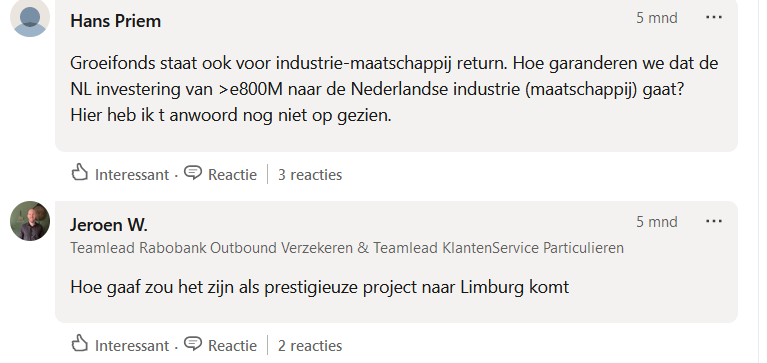 Hans Priem
5 mnd
Groeifonds staat ook voor industrie-maatschappij return. Hoe garanderen we dat de
NL investering van >e800M naar de Nederlandse industrie (maatschappij) gaat?
Hier heb ik t anwoord nog niet op gezien.
Interessant · Reactie | 3 reacties
Jeroen W.
5 mnd
Teamlead Rabobank Outbound Verzekeren & Teamlead KlantenService Particulieren
Hoe gaaf zou het zijn als prestigieuze project naar Limburg komt
Interessant · Reactie | 2 reacties